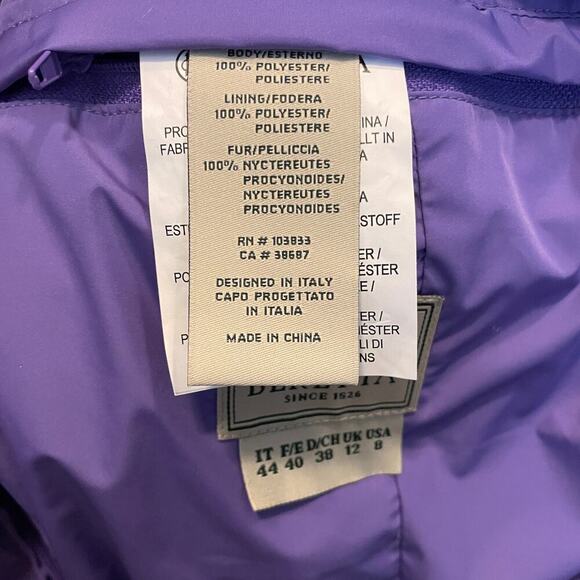 BODY/ESTERNO
100% POLYESTER/
POLIESTERE
LINING/FODERA
100% POLYESTER/
POLIESTERE
FUR/PELLICCIA
100% NYCTEREUTES
PROCYONOIDES/
NYCTEREUTES
PROCYONOIDES
RN # 103833
CA # 38687
DESIGNED IN ITALY
CAPO PROGETTATO
IN ITALIA
MADE IN CHINA
SINCE 1526
IT F/E D/CH UK USA
44 40 38 12 8